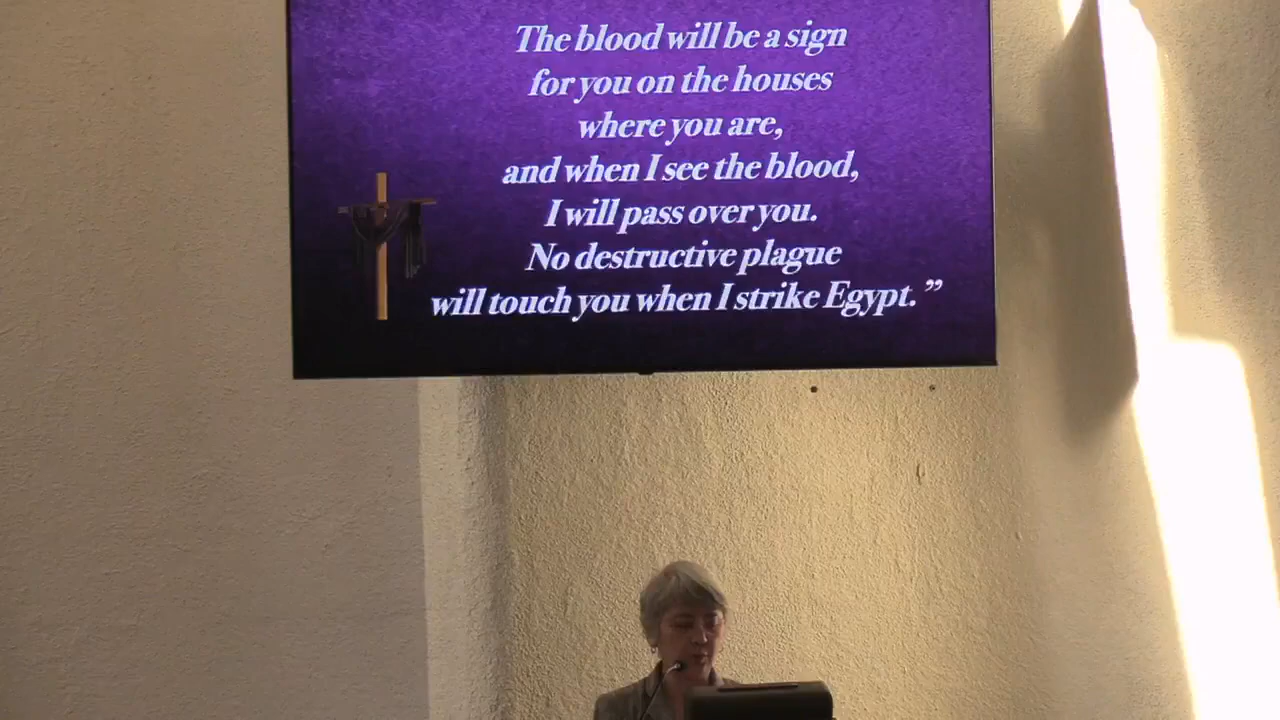 The blood will be a sign
for you on the houses
where you are,
and when I see the blood,
I will pass over you.
No destructive plague
will touch you when I strike Egypt. ”